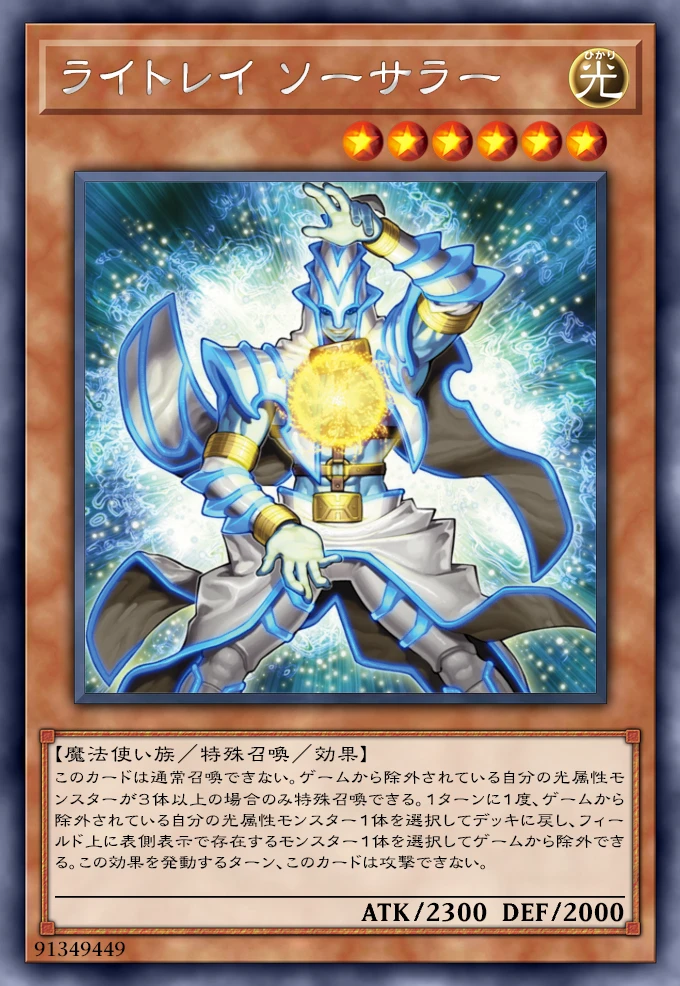 ライトレイ ソーサラー
ひかり
光
【魔法使い族／特殊召喚／効果】
このカードは通常召喚できない。ゲームから除外されている自分の光属性モ
ンスターが３体以上の場合のみ特殊召喚できる。１ターンに１度、ゲームから
除外されている自分の光属性モンスター１体を選択してデッキに戻し、フィー
ルド上に表側表示で存在するモンスター１体を選択してゲームから除外でき
る。この効果を発動するターン、このカードは攻撃できない。
ATK/2300 DEF/2000
91349449